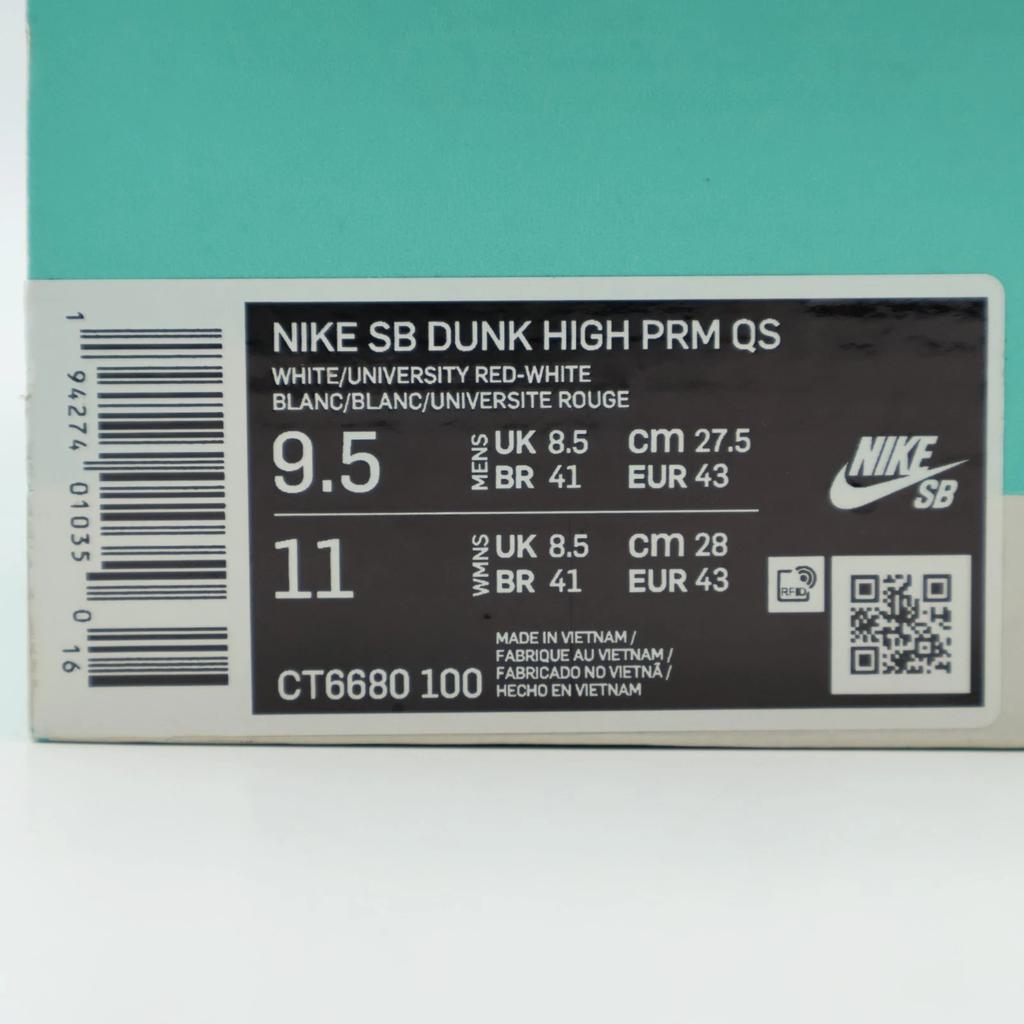 NIKE SB DUNK HIGH PRM QS
WHITE/UNIVERSITY RED-WHITE
BLANC/BLANC/UNIVERSITE ROUGE
9.5 MENS UK 8.5 cm 27.5
BR 41 EUR 43
11 WMNS UK 8.5 cm 28
BR 41 EUR 43
CT6680 100
MADE IN VIETNAM /
FABRIQUE AU VIETNAM /
FABRICADO NO VIETNÃ /
HECHO EN VIETNAM
NIKE
SB
RFID
1 94274 01035 0 16